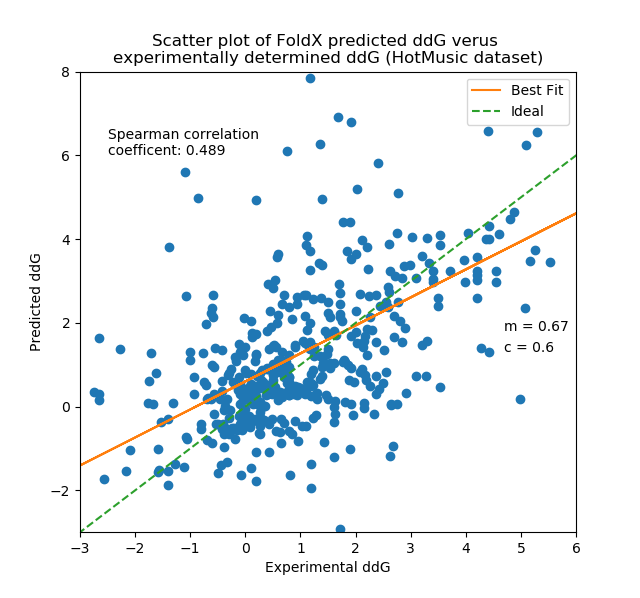 Scatter plot of FoldX predicted ddG verus
experimentally determined ddG (HotMusic dataset)
8
6
4
2
0
−2
Predicted ddG
Best Fit
Ideal
Spearman correlation
coefficent: 0.489
m = 0.67
c = 0.6
−3 −2 −1 0 1 2 3 4 5 6
Experimental ddG